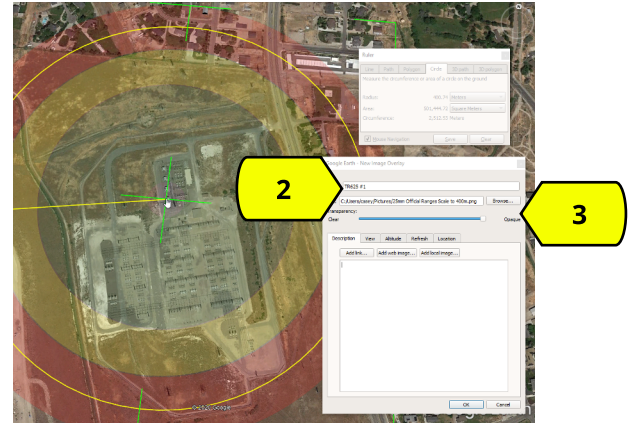 Ruler
Line Path Polygon Circle 3D path 3D polygon
Measure the circumference or area of a circle on the ground
Radius: Meters
Area: Square Meters
Circumference: Meters
Mouse Navigation Save Clear
Google Earth - New Image Overlay
2
TR625 #1
C:/Users/casey/Pictures/25mm Official Ranges Scale to 400m.png Browse...
3
Transparency:
Clear Opaque
Description View Altitude Refresh Location
Add link... Add web image... Add local image...
OK Cancel